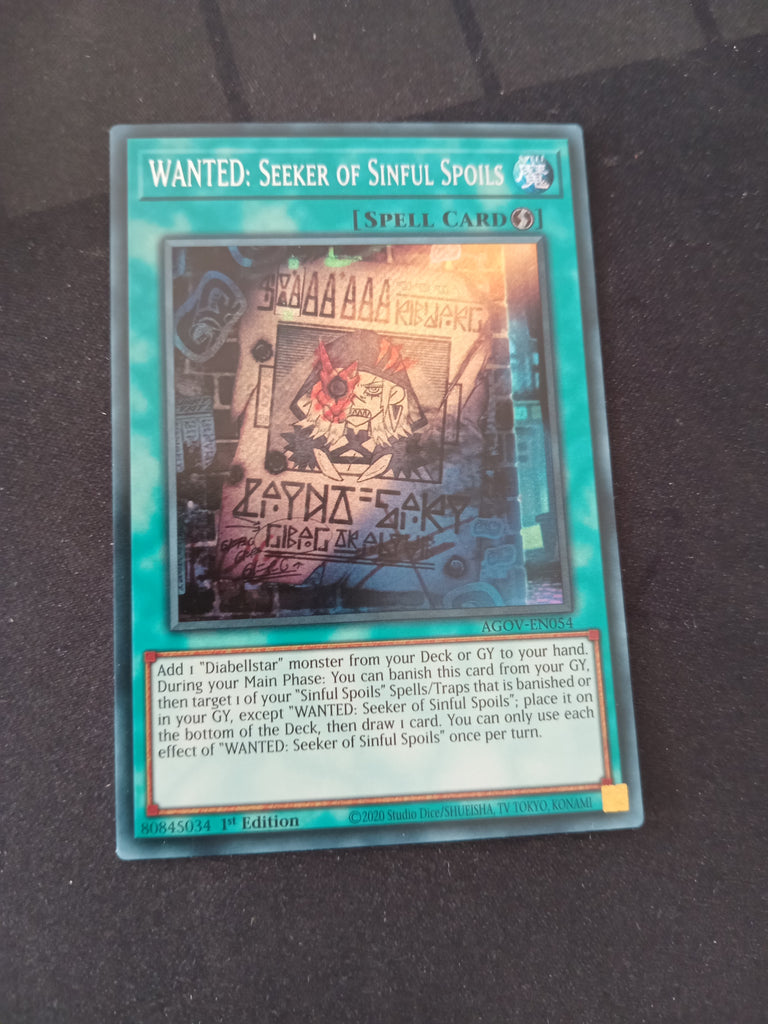 WANTED: SEEKER OF SINFUL SPOILS
SPELL
魔
[SPELL CARD]
AGOV-EN054
Add 1 "Diabellstar" monster from your Deck or GY to your hand.
During your Main Phase: You can banish this card from your GY,
then target 1 of your "Sinful Spoils" Spells/Traps that is banished or
in your GY, except "WANTED: Seeker of Sinful Spoils"; place it on
the bottom of the Deck, then draw 1 card. You can only use each
effect of "WANTED: Seeker of Sinful Spoils" once per turn.
80845034 1st Edition
©2020 Studio Dice/SHUEISHA, TV TOKYO, KONAMI